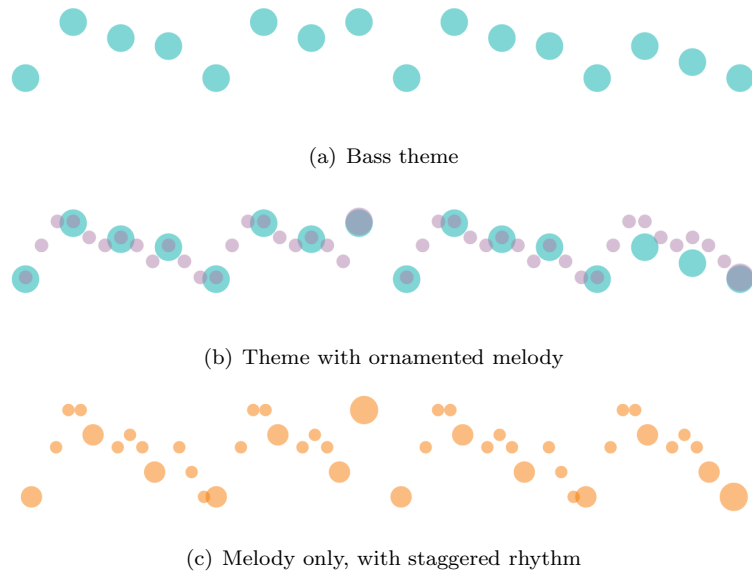 (a) Bass theme
(b) Theme with ornamented melody
(c) Melody only, with staggered rhythm